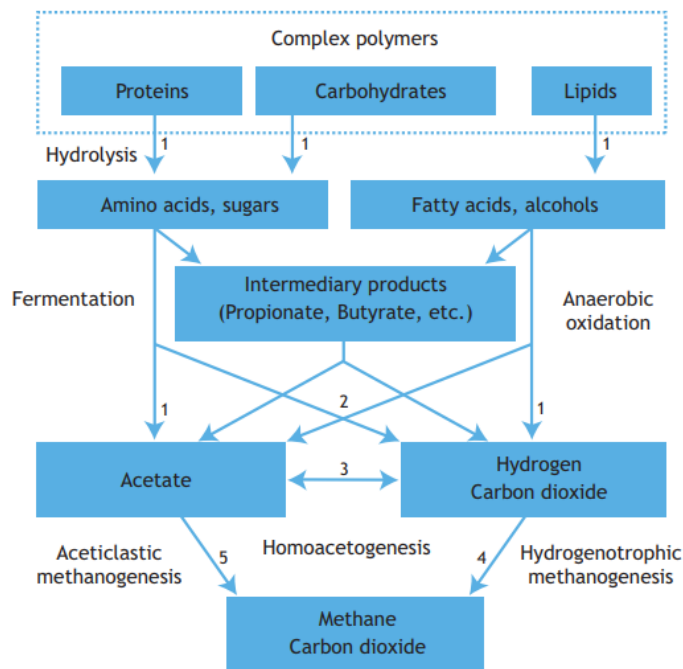 Complex polymers
Proteins
Carbohydrates
Lipids
1
1
1
Hydrolysis
Amino acids, sugars
Fatty acids, alcohols
Fermentation
Intermediary products
(Propionate, Butyrate, etc.)
Anaerobic
oxidation
1
2
1
Acetate
3
Hydrogen
Carbon dioxide
Aceticlastic
methanogenesis
5
Homoacetogenesis
4
Hydrogenotrophic
methanogenesis
Methane
Carbon dioxide